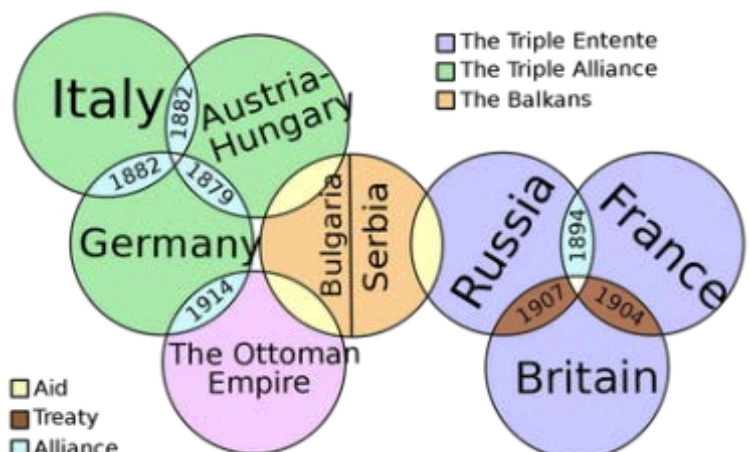 Italy
1882
Austria-
Hungary
1882
1879
Germany
1914
The Ottoman
Empire
Bulgaria
Serbia
Russia
1894
France
1907
1904
Britain
The Triple Entente
The Triple Alliance
The Balkans
Aid
Treaty
Alliance